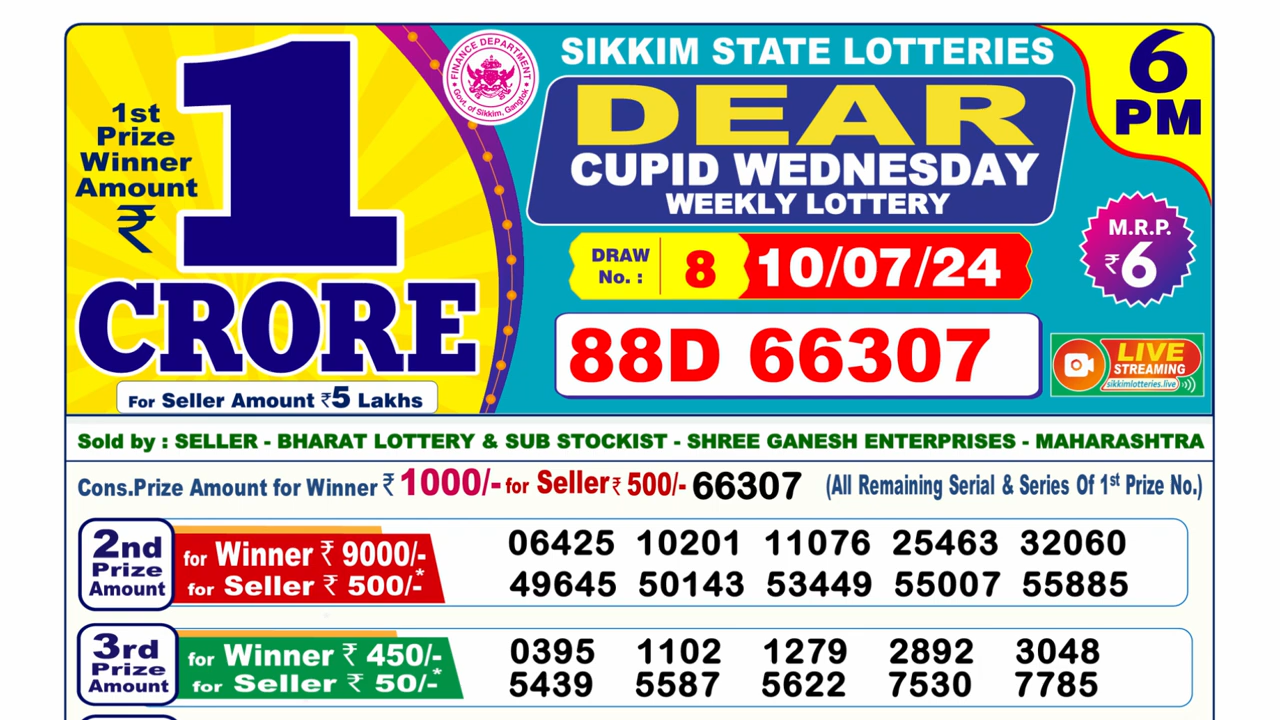 1st
Prize
Winner
Amount
₹
1
CRORE
For Seller Amount ₹5 Lakhs
FINANCE DEPARTMENT
Govt. of Sikkim, Gangtok
SIKKIM STATE LOTTERIES
DEAR
CUPID WEDNESDAY
WEEKLY LOTTERY
6
PM
DRAW
No. :
8
10/07/24
M.R.P.
₹6
88D 66307
LIVE
STREAMING
sikkimlotteries.live
Sold by : SELLER - BHARAT LOTTERY & SUB STOCKIST - SHREE GANESH ENTERPRISES - MAHARASHTRA
Cons.Prize Amount for Winner ₹ 1000/- for Seller ₹ 500/- 66307 (All Remaining Serial & Series Of 1st Prize No.)
2nd
Prize
Amount
for Winner ₹ 9000/-
for Seller ₹ 500/-*
06425 10201 11076 25463 32060
49645 50143 53449 55007 55885
3rd
Prize
Amount
for Winner ₹ 450/-
for Seller ₹ 50/-*
0395 1102 1279 2892 3048
5439 5587 5622 7530 7785